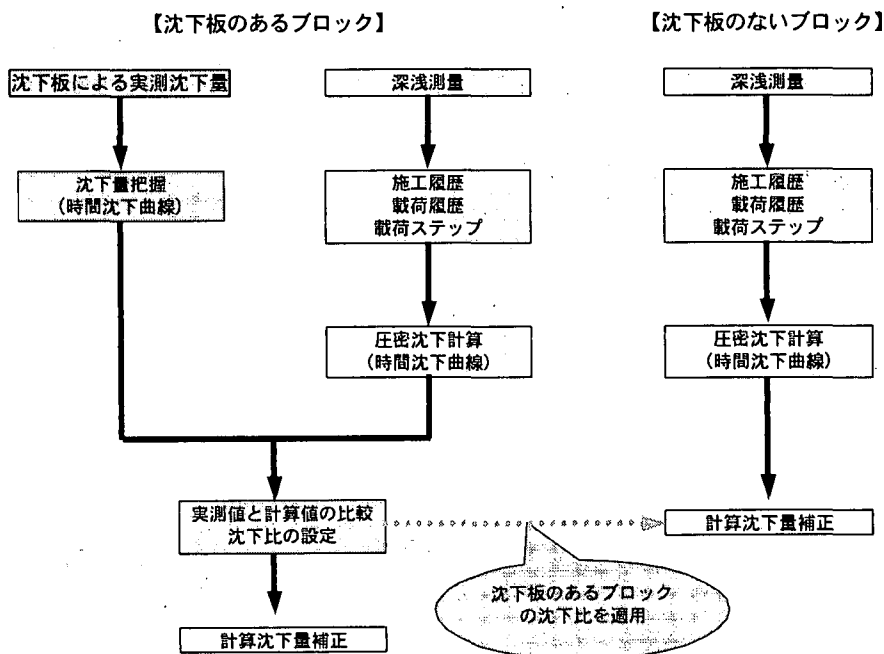 【沈下板のあるブロック】
沈下板による実測沈下量
沈下量把握
(時間沈下曲線)
深浅測量
施工履歴
載荷履歴
載荷ステップ
圧密沈下計算
(時間沈下曲線)
実測値と計算値の比較
沈下比の設定
計算沈下量補正
【沈下板のないブロック】
深浅測量
施工履歴
載荷履歴
載荷ステップ
圧密沈下計算
(時間沈下曲線)
計算沈下量補正
沈下板のあるブロック
の沈下比を適用